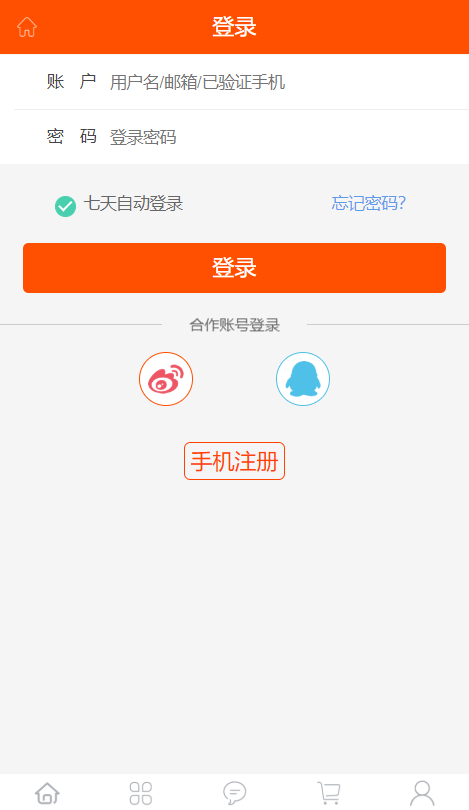 登录
账 户 用户名/邮箱/已验证手机
密 码 登录密码
七天自动登录 忘记密码?
登录
合作账号登录
手机注册